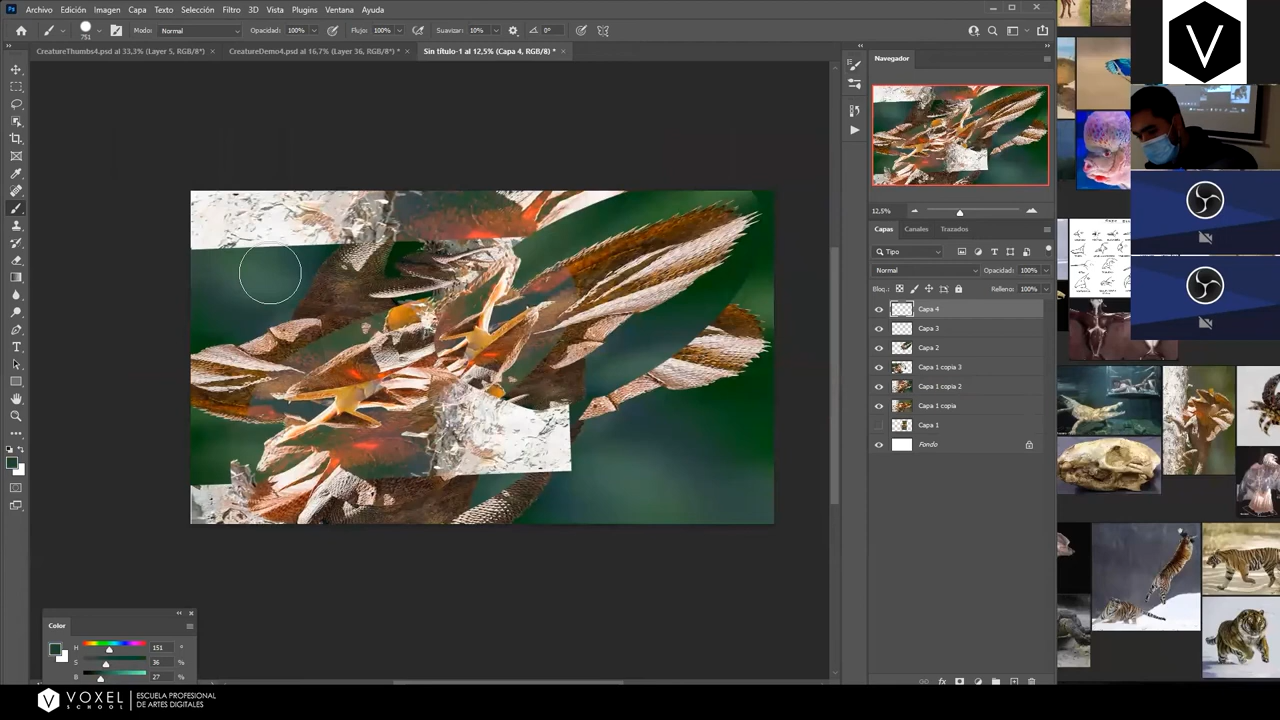 Ps Archivo Edición Imagen Capa Texto Selección Filtro 3D Vista Plugins Ventana Ayuda
751 Modo: Normal Opacidad: 100% Flujo: 100% Suavizar: 10% 0°
CreatureThumbs4.psd al 33,3% (Layer 5, RGB/8*) × CreatureDemo4.psd al 16,7% (Layer 36, RGB/8*) * × Sin título-1 al 12,5% (Capa 4, RGB/8) * ×
Navegador
12,5%
Capas Canales Trazados
Tipo
Normal Opacidad: 100%
Bloq.: Relleno: 100%
Capa 4
Capa 3
Capa 2
Capa 1 copia 3
Capa 1 copia 2
Capa 1 copia
Capa 1
Fondo
Color
H 151 °
S 36 %
B 27 %
fx
V
VOXEL SCHOOL | ESCUELA PROFESIONAL DE ARTES DIGITALES